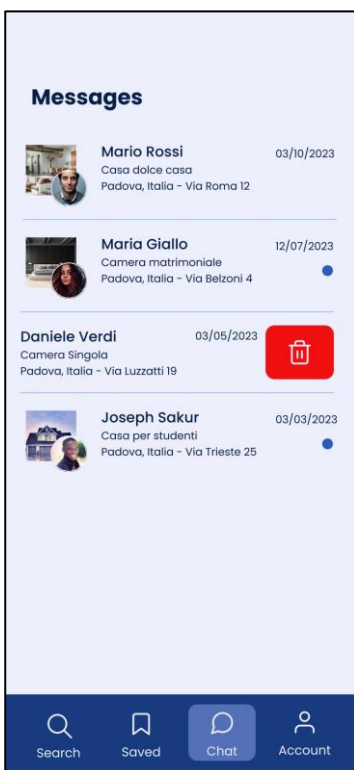 Messages
Mario Rossi 03/10/2023
Casa dolce casa
Padova, Italia - Via Roma 12
Maria Giallo 12/07/2023
Camera matrimoniale
Padova, Italia - Via Belzoni 4
Daniele Verdi 03/05/2023
Camera Singola
Padova, Italia - Via Luzzatti 19
Joseph Sakur 03/03/2023
Casa per studenti
Padova, Italia - Via Trieste 25
Search Saved Chat Account